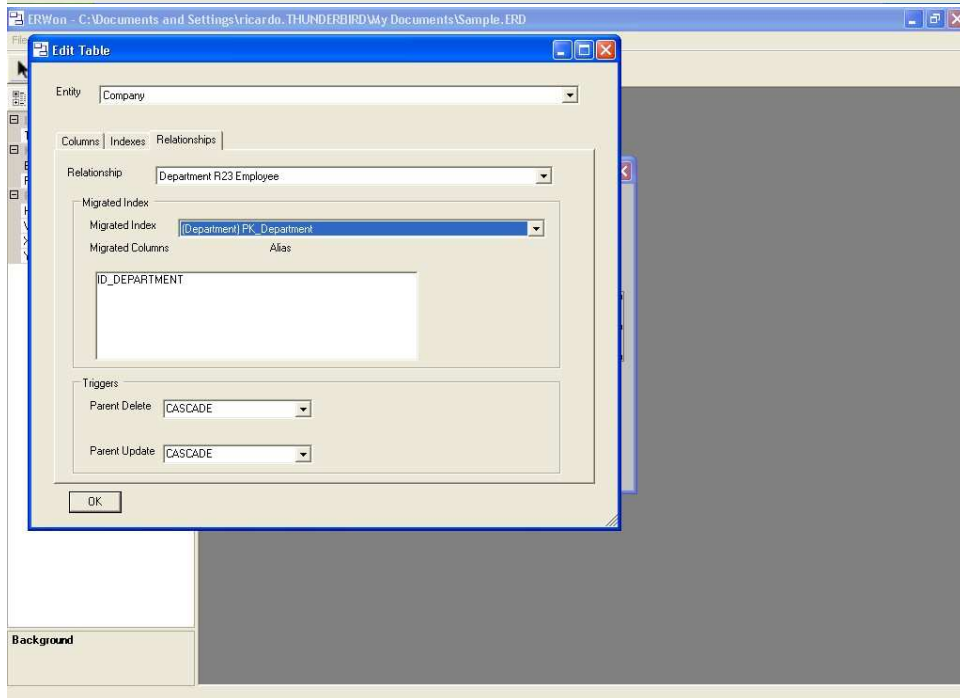 ERWon - C:\Documents and Settings\ricardo.THUNDERBIRD\My Documents\Sample.ERD
File
Edit Table
Entity Company
Columns Indexes Relationships
Relationship Department R23 Employee
Migrated Index
Migrated Index (Department) PK_Department
Migrated Columns Alias
ID_DEPARTMENT
Triggers
Parent Delete CASCADE
Parent Update CASCADE
OK
Background